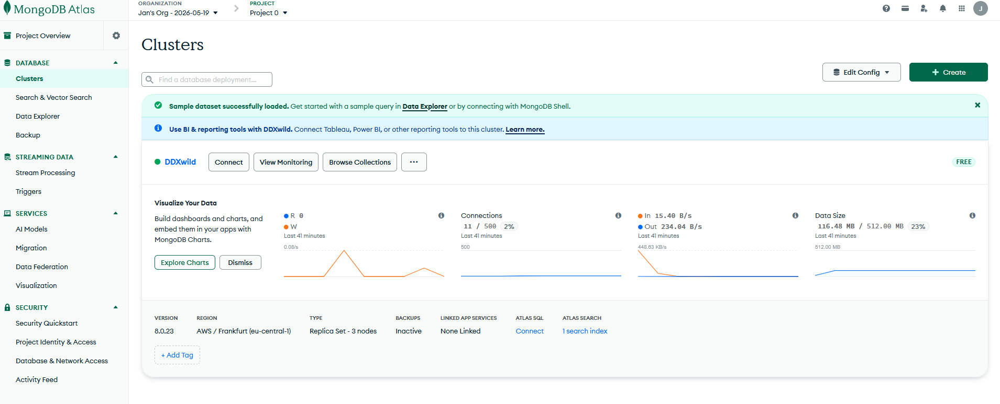 MongoDB Atlas
ORGANIZATION
Jan's Org - 2026-05-19
PROJECT
Project 0
J
Project Overview
DATABASE
Clusters
Search & Vector Search
Data Explorer
Backup
STREAMING DATA
Stream Processing
Triggers
SERVICES
AI Models
Migration
Data Federation
Visualization
SECURITY
Security Quickstart
Project Identity & Access
Database & Network Access
Activity Feed
Clusters
Find a database deployment...
Edit Config
+ Create
Sample dataset successfully loaded. Get started with a sample query in Data Explorer or by connecting with MongoDB Shell.
Use BI & reporting tools with DDXwild. Connect Tableau, Power BI, or other reporting tools to this cluster. Learn more.
DDXwild
Connect
View Monitoring
Browse Collections
...
FREE
Visualize Your Data
Build dashboards and charts, and
embed them in your apps with
MongoDB Charts.
Explore Charts
Dismiss
R 0
W
Last 41 minutes
0.08/s
Connections
11 / 500 2%
Last 41 minutes
500
In 15.40 B/s
Out 234.04 B/s
Last 41 minutes
448.63 KB/s
Data Size
116.48 MB / 512.00 MB 23%
Last 41 minutes
512.00 MB
VERSION
8.0.23
REGION
AWS / Frankfurt (eu-central-1)
TYPE
Replica Set - 3 nodes
BACKUPS
Inactive
LINKED APP SERVICES
None Linked
ATLAS SQL
Connect
ATLAS SEARCH
1 search index
+ Add Tag